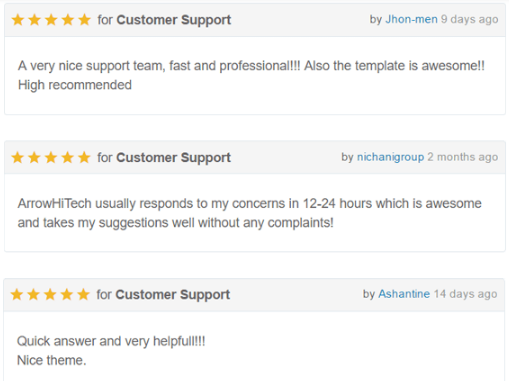 for Customer Support by Jhon-men 9 days ago
A very nice support team, fast and professional!!! Also the template is awesome!!
High recommended
for Customer Support by nichanigroup 2 months ago
ArrowHiTech usually responds to my concerns in 12-24 hours which is awesome
and takes my suggestions well without any complaints!
for Customer Support by Ashantine 14 days ago
Quick answer and very helpfull!!!
Nice theme.